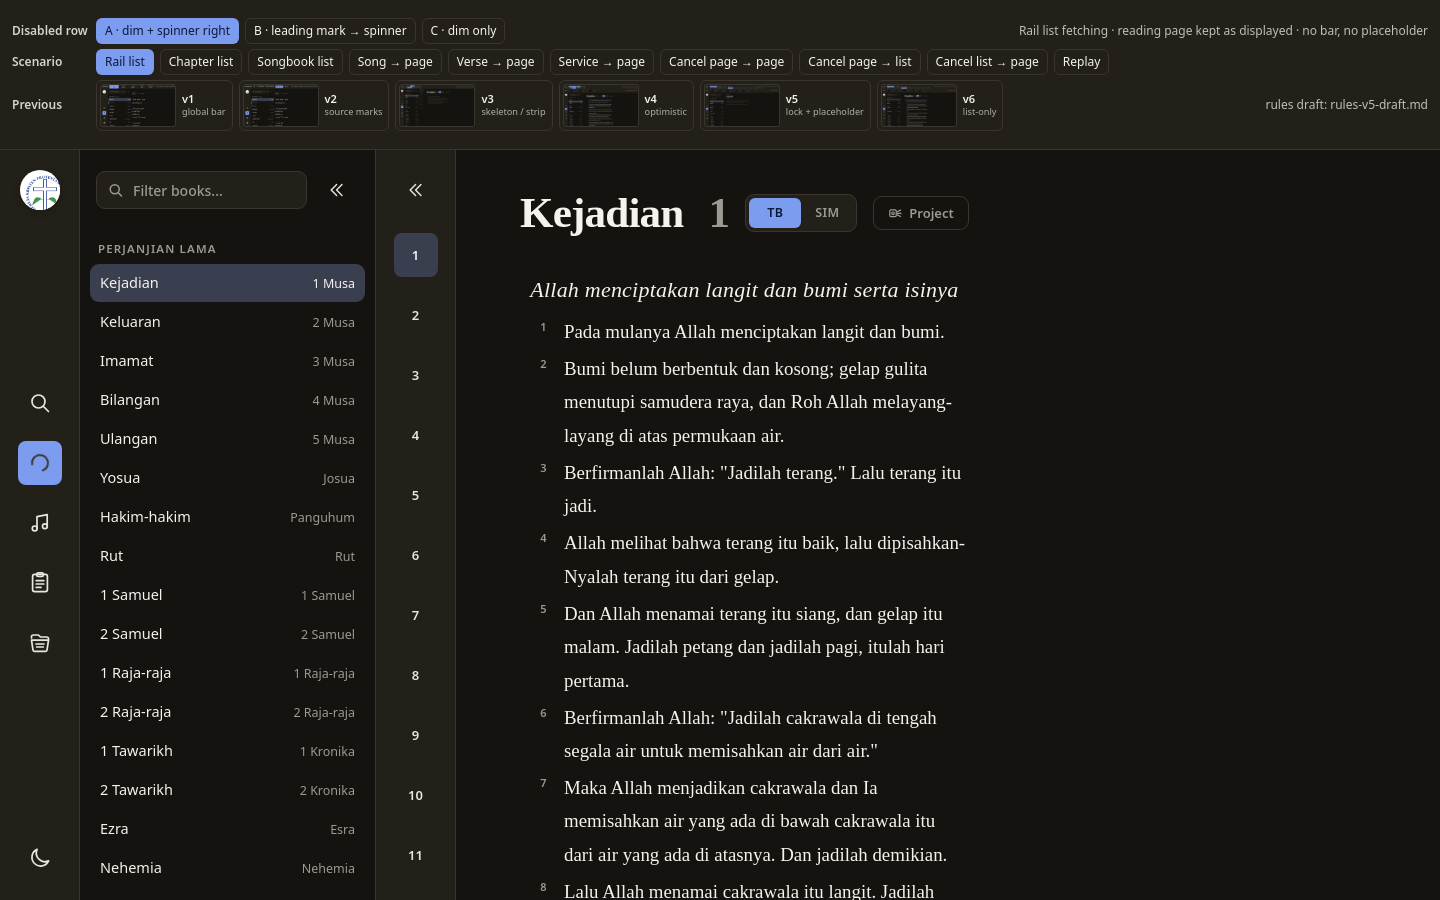 Disabled row
A · dim + spinner right
B · leading mark → spinner
C · dim only
Rail list fetching · reading page kept as displayed · no bar, no placeholder
Scenario
Rail list
Chapter list
Songbook list
Song → page
Verse → page
Service → page
Cancel page → page
Cancel page → list
Cancel list → page
Replay
Previous
v1
global bar
v2
source marks
v3
skeleton / strip
v4
optimistic
v5
lock + placeholder
v6
list-only
rules draft: rules-v5-draft.md
Filter books...
PERJANJIAN LAMA
Kejadian 1 Musa
Keluaran 2 Musa
Imamat 3 Musa
Bilangan 4 Musa
Ulangan 5 Musa
Yosua Josua
Hakim-hakim Panguhum
Rut Rut
1 Samuel 1 Samuel
2 Samuel 2 Samuel
1 Raja-raja 1 Raja-raja
2 Raja-raja 2 Raja-raja
1 Tawarikh 1 Kronika
2 Tawarikh 2 Kronika
Ezra Esra
Nehemia Nehemia
1
2
3
4
5
6
7
8
9
10
11
Kejadian 1
TB
SIM
Project
Allah menciptakan langit dan bumi serta isinya
1 Pada mulanya Allah menciptakan langit dan bumi.
2 Bumi belum berbentuk dan kosong; gelap gulita
menutupi samudera raya, dan Roh Allah melayang-
layang di atas permukaan air.
3 Berfirmanlah Allah: "Jadilah terang." Lalu terang itu
jadi.
4 Allah melihat bahwa terang itu baik, lalu dipisahkan-
Nyalah terang itu dari gelap.
5 Dan Allah menamai terang itu siang, dan gelap itu
malam. Jadilah petang dan jadilah pagi, itulah hari
pertama.
6 Berfirmanlah Allah: "Jadilah cakrawala di tengah
segala air untuk memisahkan air dari air."
7 Maka Allah menjadikan cakrawala dan Ia
memisahkan air yang ada di bawah cakrawala itu
dari air yang ada di atasnya. Dan jadilah demikian.
8 Lalu Allah menamai cakrawala itu langit. Jadilah